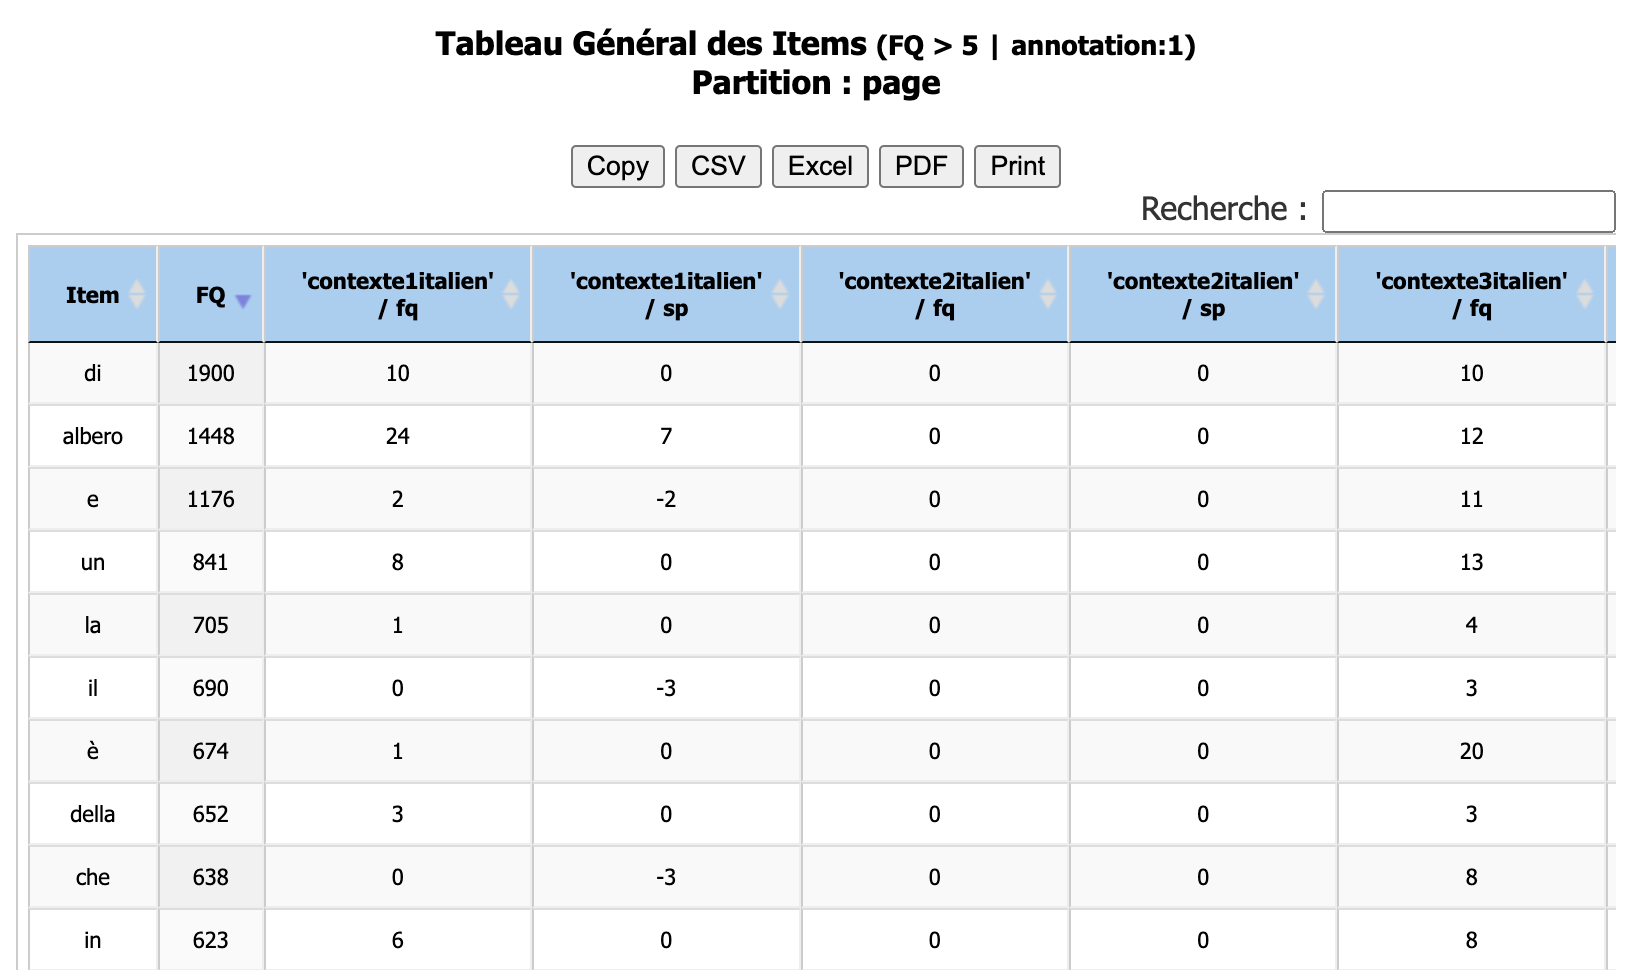 Tableau Général des Items (FQ > 5 | annotation:1)
Partition : page
Copy CSV Excel PDF Print
Recherche :
Item FQ 'contexte1italien' / fq 'contexte1italien' / sp 'contexte2italien' / fq 'contexte2italien' / sp 'contexte3italien' / fq
di 1900 10 0 0 0 10
albero 1448 24 7 0 0 12
e 1176 2 -2 0 0 11
un 841 8 0 0 0 13
la 705 1 0 0 0 4
il 690 0 -3 0 0 3
è 674 1 0 0 0 20
della 652 3 0 0 0 3
che 638 0 -3 0 0 8
in 623 6 0 0 0 8